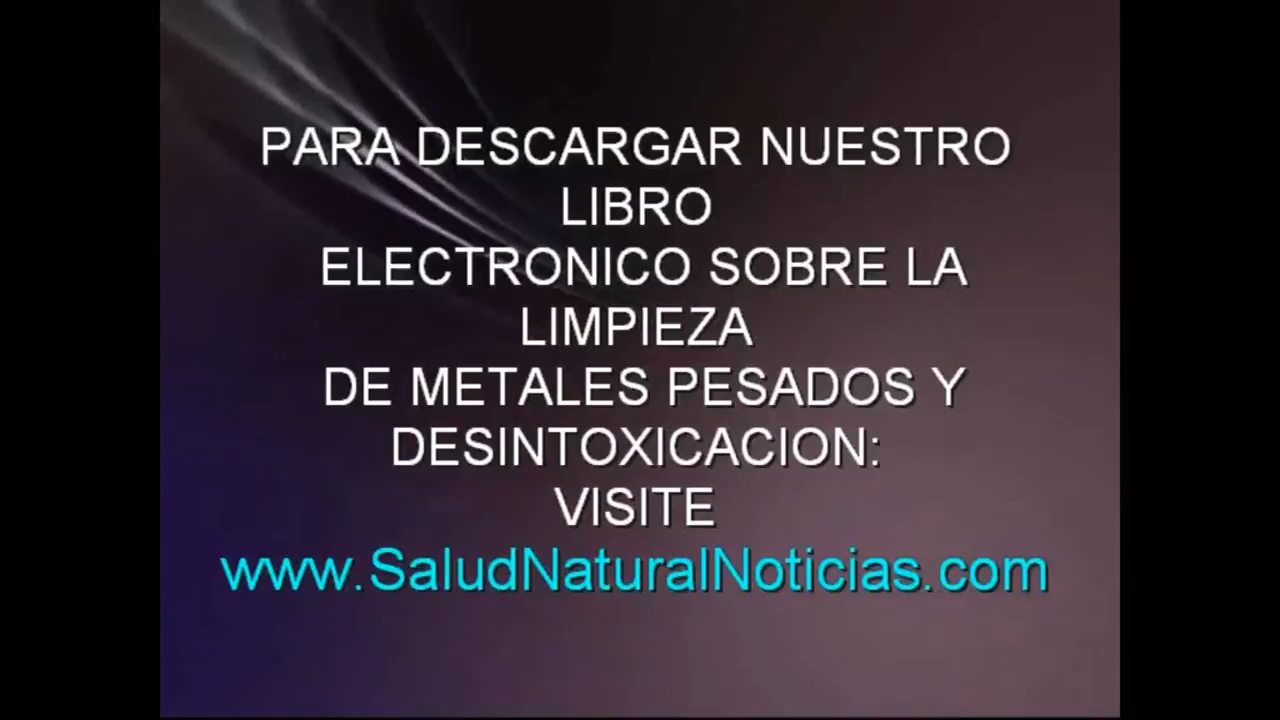 PARA DESCARGAR NUESTRO
LIBRO
ELECTRONICO SOBRE LA
LIMPIEZA
DE METALES PESADOS Y
DESINTOXICACION:
VISITE
www.SaludNaturalNoticias.com